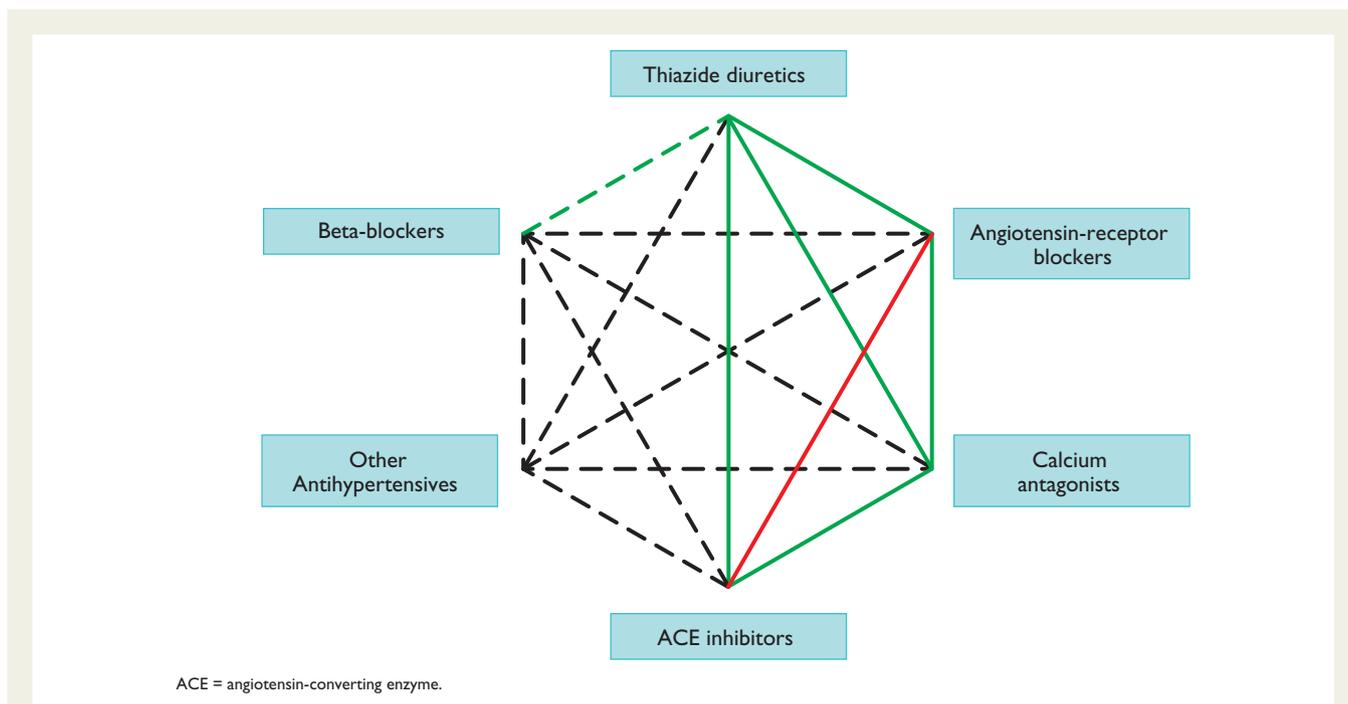 Thiazide diuretics
Beta-blockers
Angiotensin-receptor
blockers
Other
Antihypertensives
Calcium
antagonists
ACE inhibitors
ACE = angiotensin-converting enzyme.